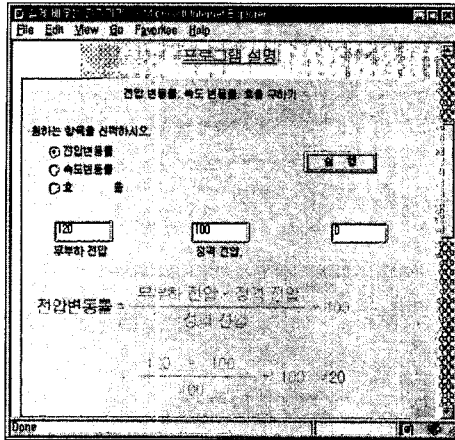 Microsoft Internet Explorer
File Edit View Go Favorites Help
프로그램 설명
전압 변동률, 속도 변동률, 효율 구하기
원하는 항목을 선택하시오.
전압변동률
속도변동률
효 율
실 행
120 100 0
무부하 전압 정격 전압
무부하 전압 - 정격 전압
전압변동률 = × 100
정격 전압
120 - 100
× 100 =20
100
Done